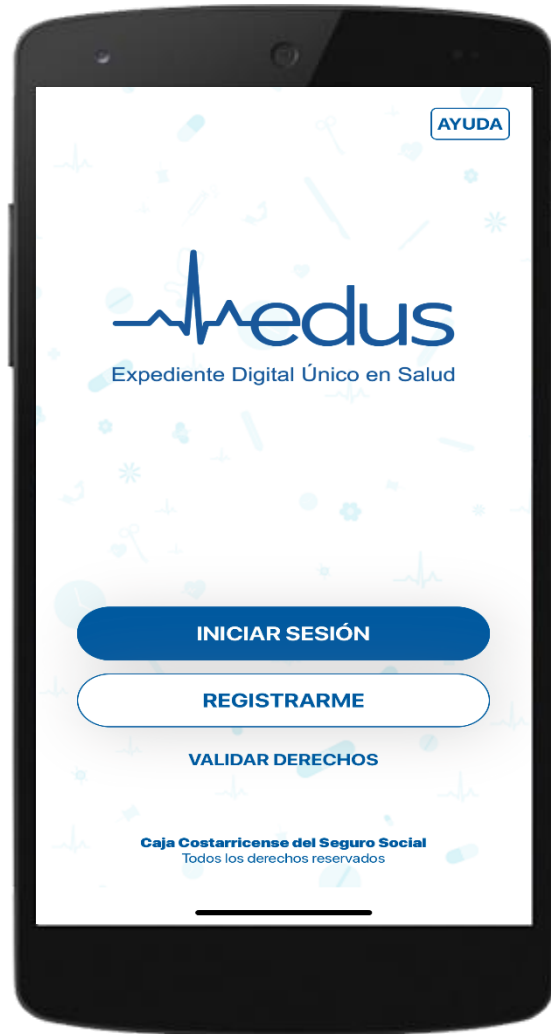 AYUDA
edus
Expediente Digital Único en Salud
INICIAR SESIÓN
REGISTRARME
VALIDAR DERECHOS
Caja Costarricense del Seguro Social
Todos los derechos reservados